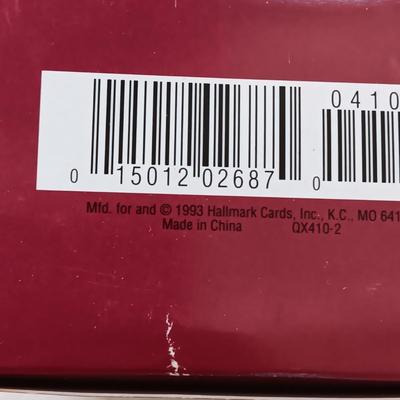 0410
0 15012 02687 0
Mfd. for and © 1993 Hallmark Cards, Inc., K.C., MO 641
Made in China QX410-2